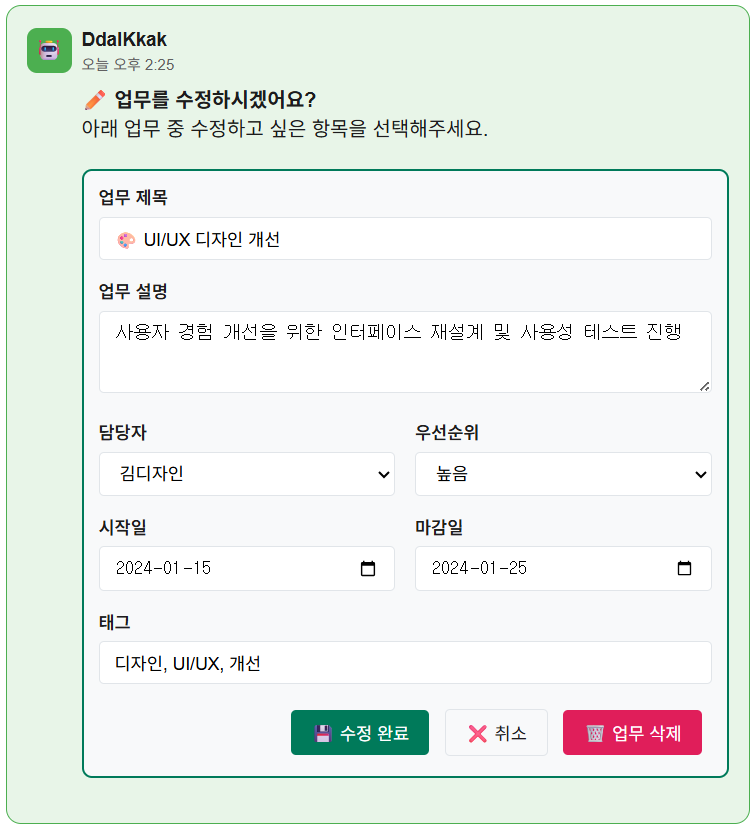 DdalKkak
오늘 오후 2:25
업무를 수정하시겠어요?
아래 업무 중 수정하고 싶은 항목을 선택해주세요.
업무 제목
UI/UX 디자인 개선
업무 설명
사용자 경험 개선을 위한 인터페이스 재설계 및 사용성 테스트 진행
담당자 우선순위
김디자인 높음
시작일 마감일
2024-01-15 2024-01-25
태그
디자인, UI/UX, 개선
수정 완료 취소 업무 삭제